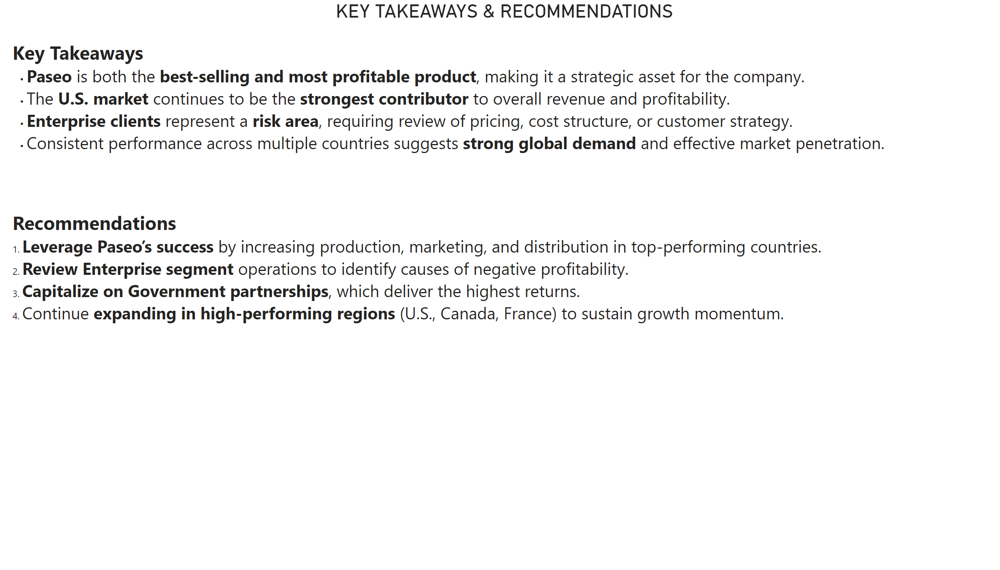 KEY TAKEAWAYS & RECOMMENDATIONS
Key Takeaways
• Paseo is both the best-selling and most profitable product, making it a strategic asset for the company.
• The U.S. market continues to be the strongest contributor to overall revenue and profitability.
• Enterprise clients represent a risk area, requiring review of pricing, cost structure, or customer strategy.
• Consistent performance across multiple countries suggests strong global demand and effective market penetration.
Recommendations
1. Leverage Paseo’s success by increasing production, marketing, and distribution in top-performing countries.
2. Review Enterprise segment operations to identify causes of negative profitability.
3. Capitalize on Government partnerships, which deliver the highest returns.
4. Continue expanding in high-performing regions (U.S., Canada, France) to sustain growth momentum.